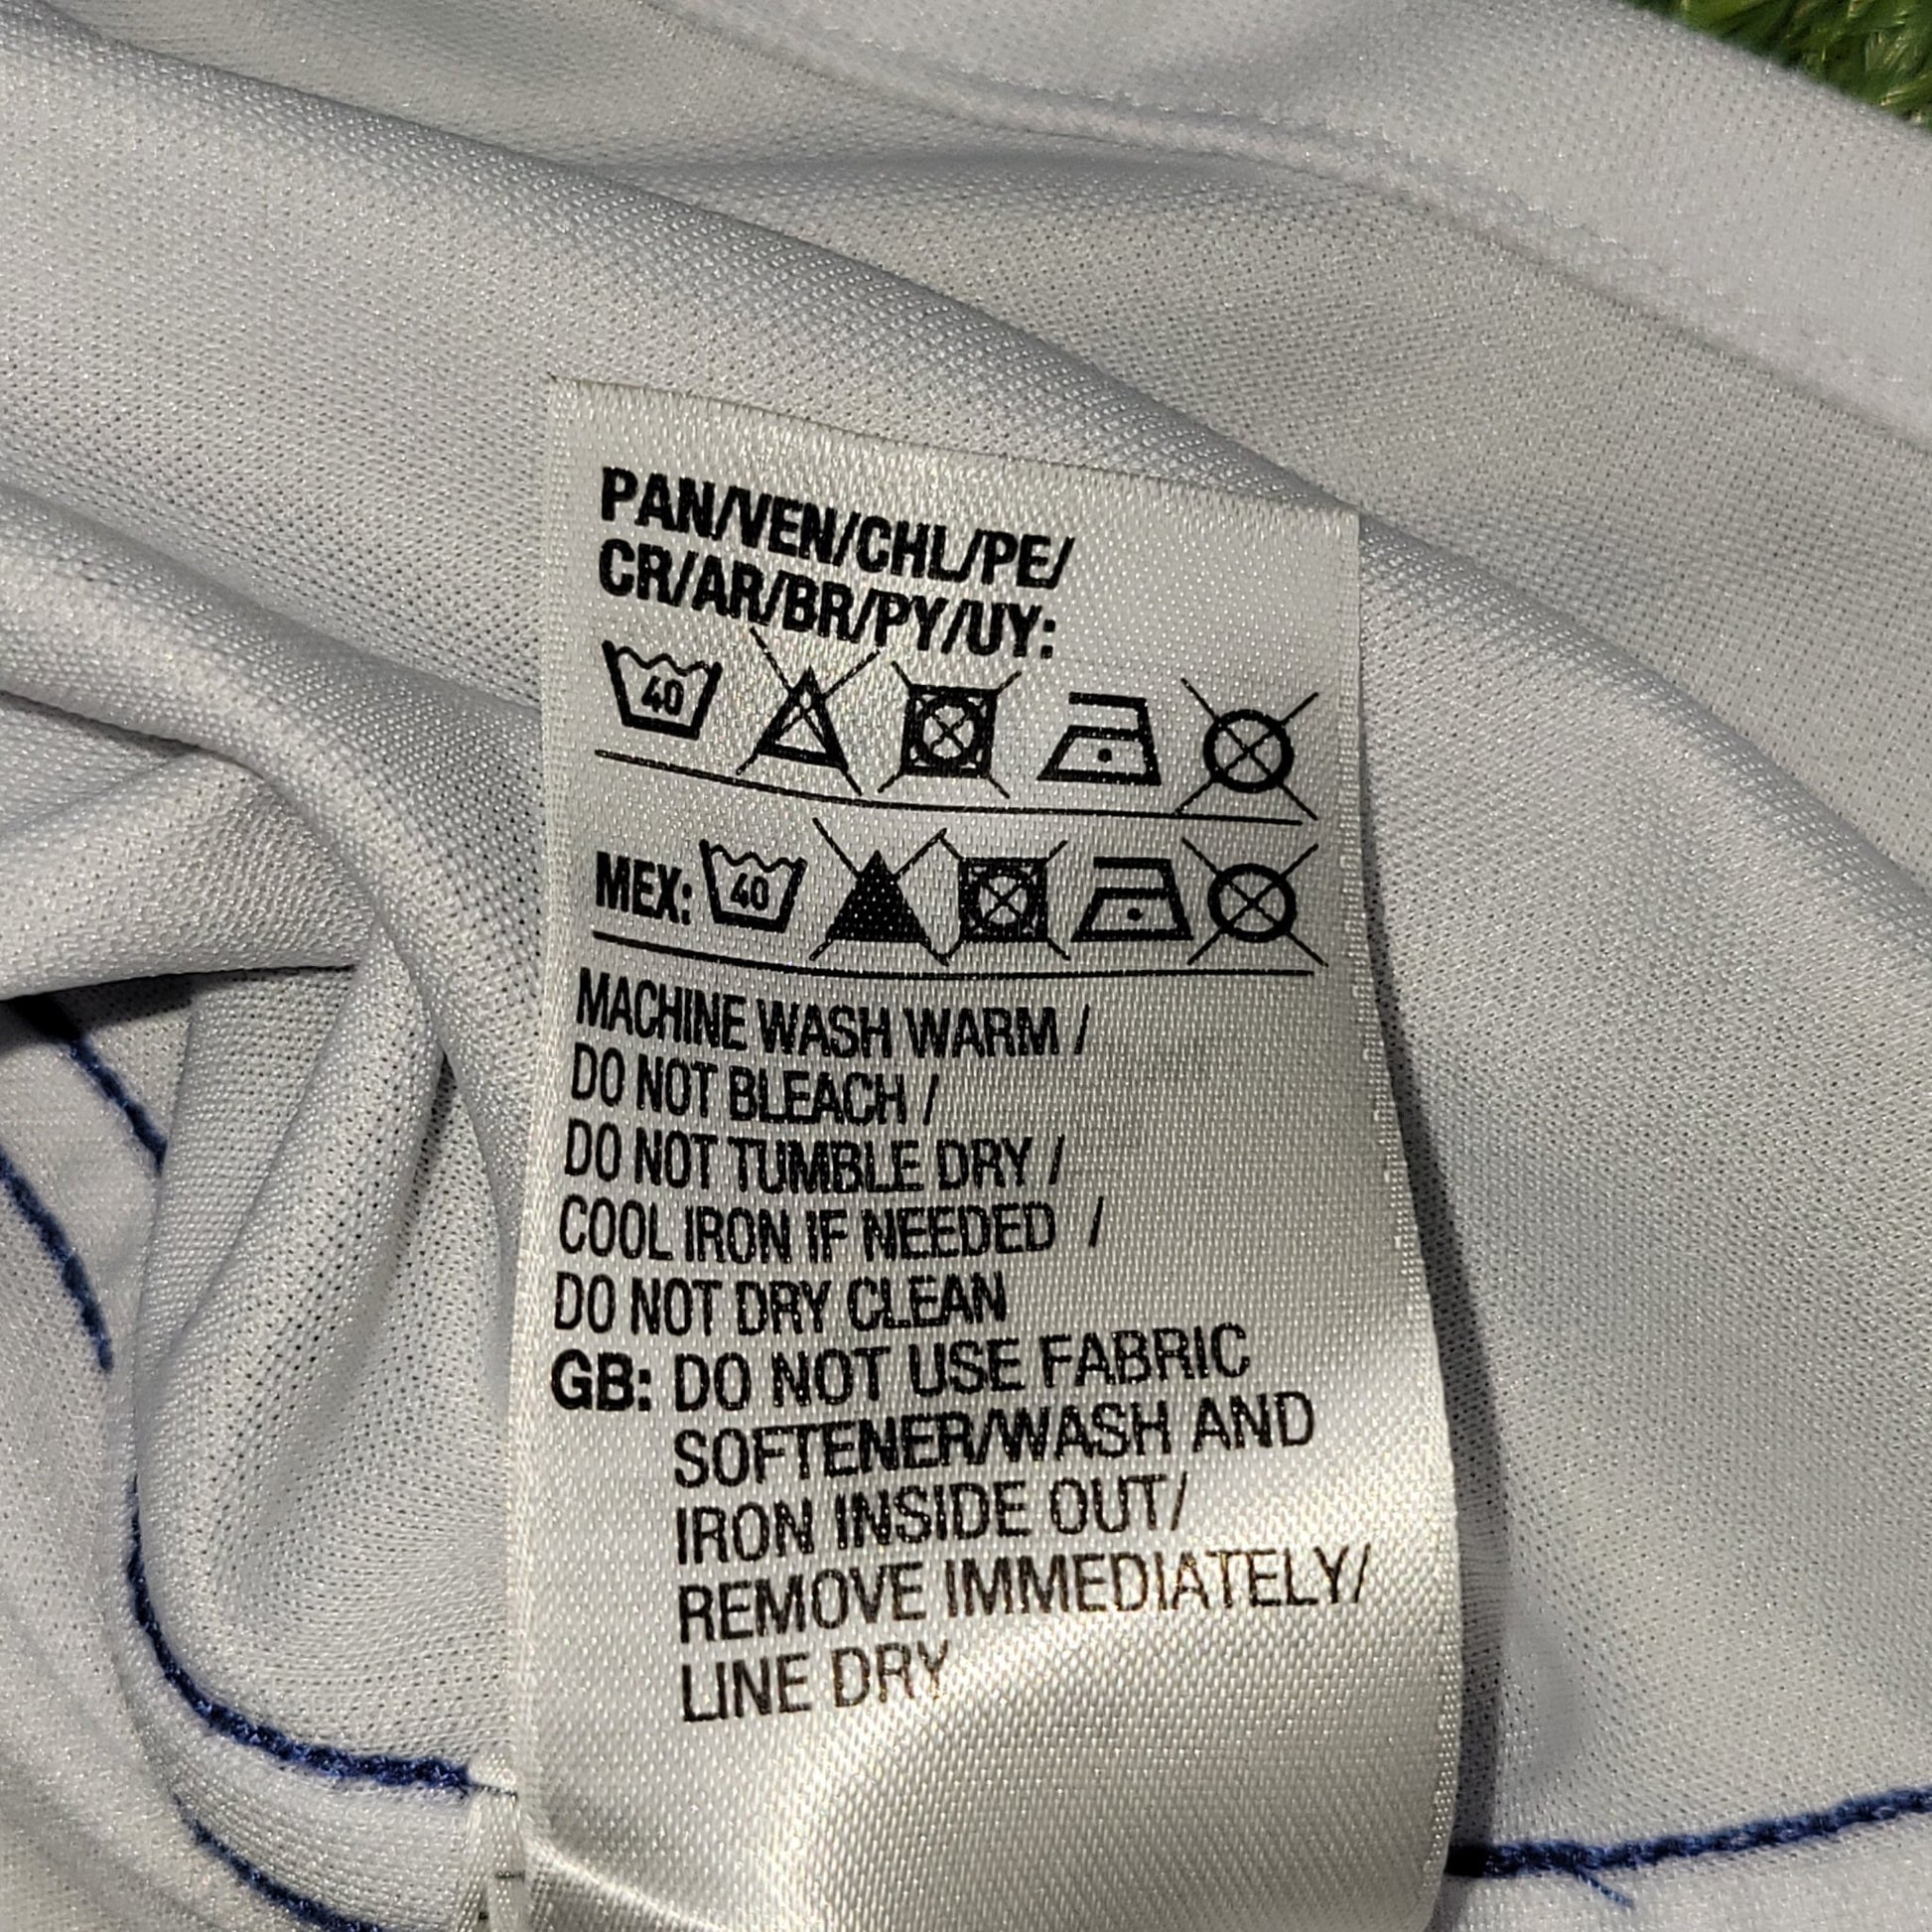 PAN/VEN/CHL/PE/
CR/AR/BR/PY/UY:
40
MEX: 40
MACHINE WASH WARM /
DO NOT BLEACH /
DO NOT TUMBLE DRY /
COOL IRON IF NEEDED /
DO NOT DRY CLEAN
GB: DO NOT USE FABRIC
SOFTENER/WASH AND
IRON INSIDE OUT/
REMOVE IMMEDIATELY/
LINE DRY